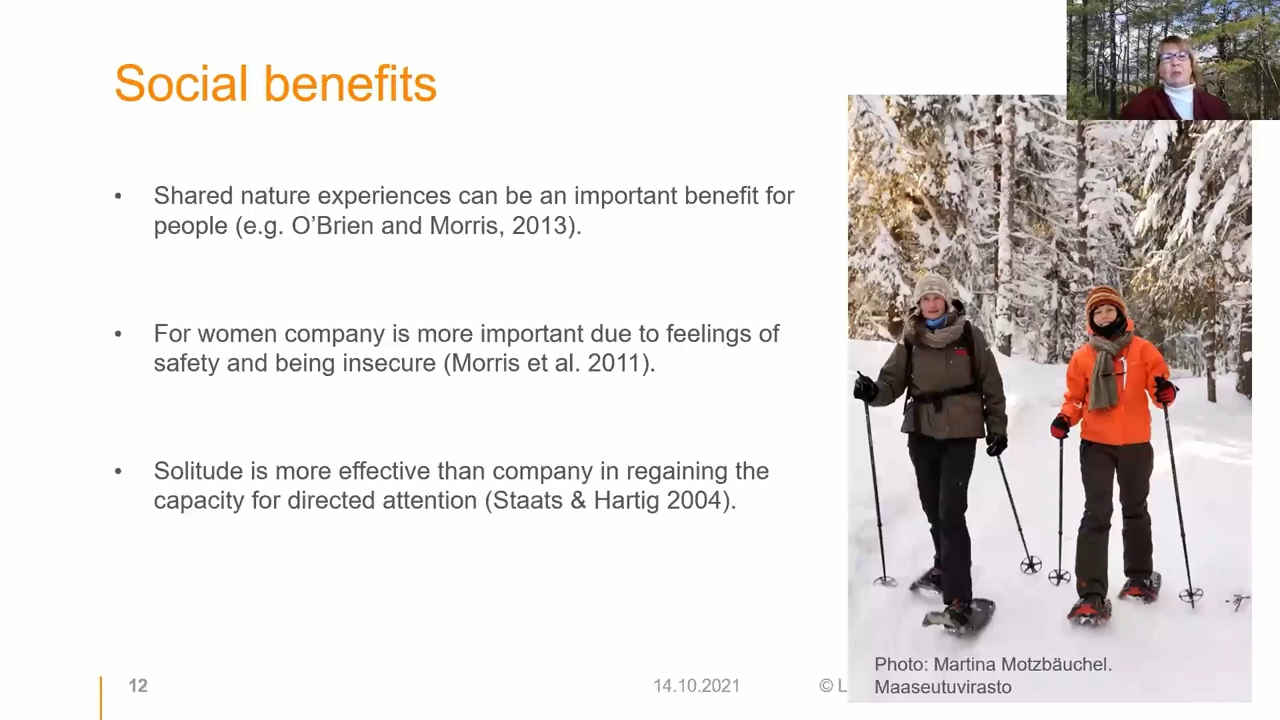 Social benefits
• Shared nature experiences can be an important benefit for
people (e.g. O’Brien and Morris, 2013).
• For women company is more important due to feelings of
safety and being insecure (Morris et al. 2011).
• Solitude is more effective than company in regaining the
capacity for directed attention (Staats & Hartig 2004).
Photo: Martina Motzbäuchel.
Maaseutuvirasto
12
14.10.2021
© L